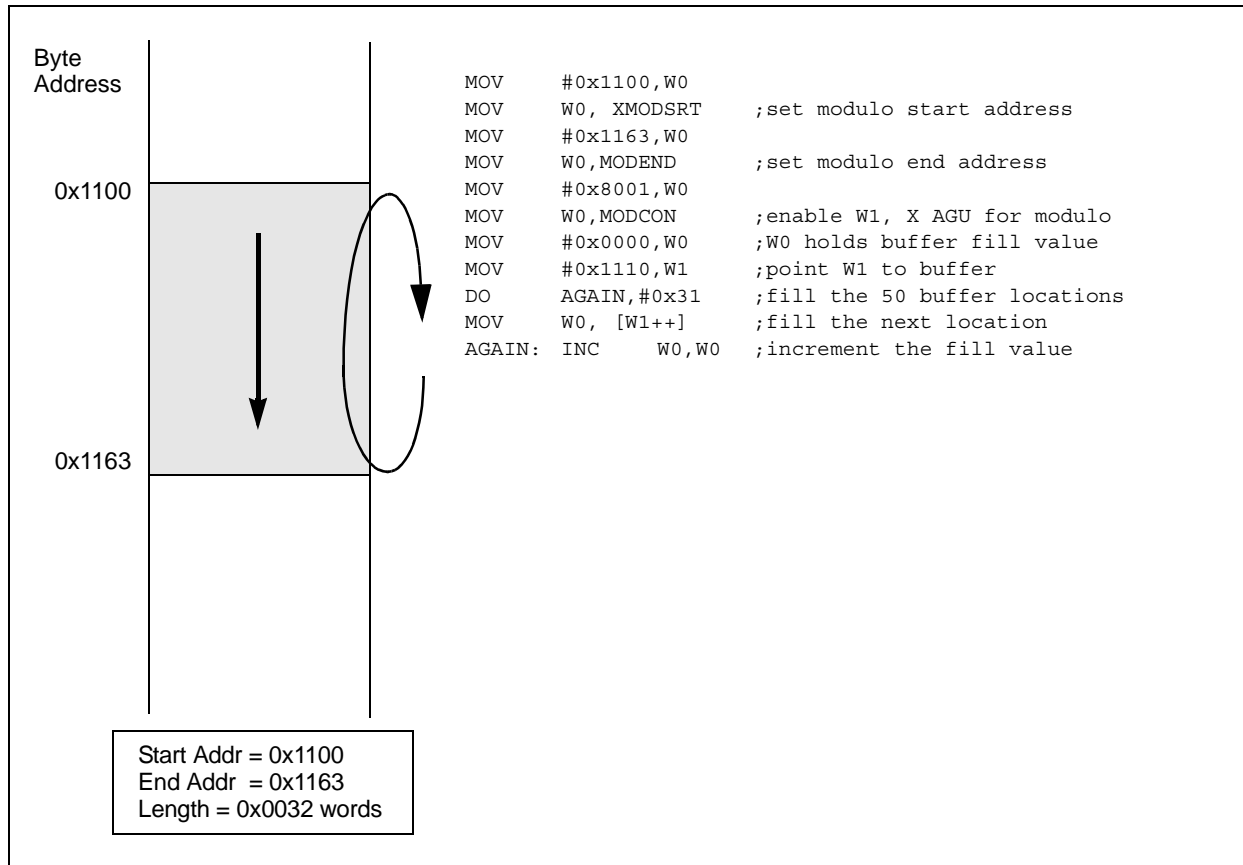 Byte
Address
0x1100
0x1163
MOV #0x1100,W0
MOV W0, XMODSRT ;set modulo start address
MOV #0x1163,W0
MOV W0,MODEND ;set modulo end address
MOV #0x8001,W0
MOV W0,MODCON ;enable W1, X AGU for modulo
MOV #0x0000,W0 ;W0 holds buffer fill value
MOV #0x1110,W1 ;point W1 to buffer
DO AGAIN,#0x31 ;fill the 50 buffer locations
MOV W0, [W1++] ;fill the next location
AGAIN: INC W0,W0 ;increment the fill value
Start Addr = 0x1100
End Addr = 0x1163
Length = 0x0032 words